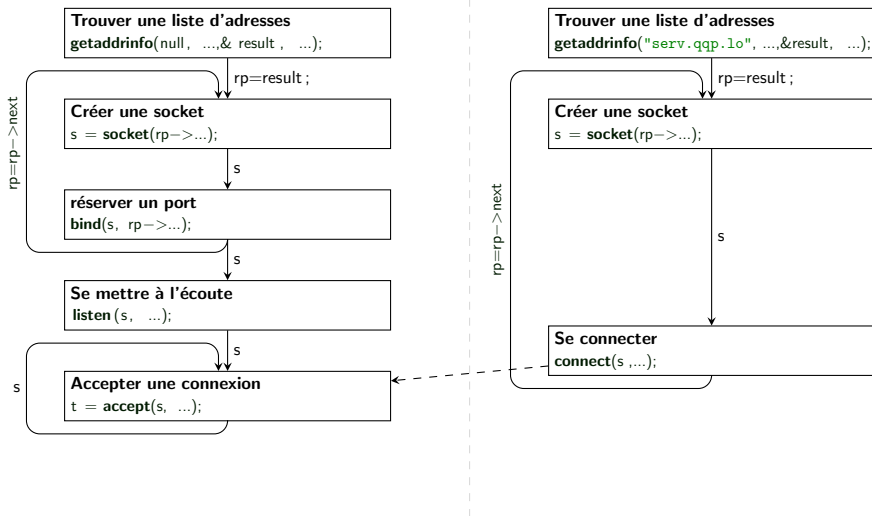 Trouver une liste d'adresses
getaddrinfo(null, ...,& result, ...);
rp=result;
Créer une socket
s = socket(rp->...);
s
réserver un port
bind(s, rp->...);
rp=rp->next
s
Se mettre à l'écoute
listen(s, ...);
s
Accepter une connexion
t = accept(s, ...);
s
Trouver une liste d'adresses
getaddrinfo("serv.qqp.lo", ...,&result, ...);
rp=result;
Créer une socket
s = socket(rp->...);
s
rp=rp->next
Se connecter
connect(s,...);